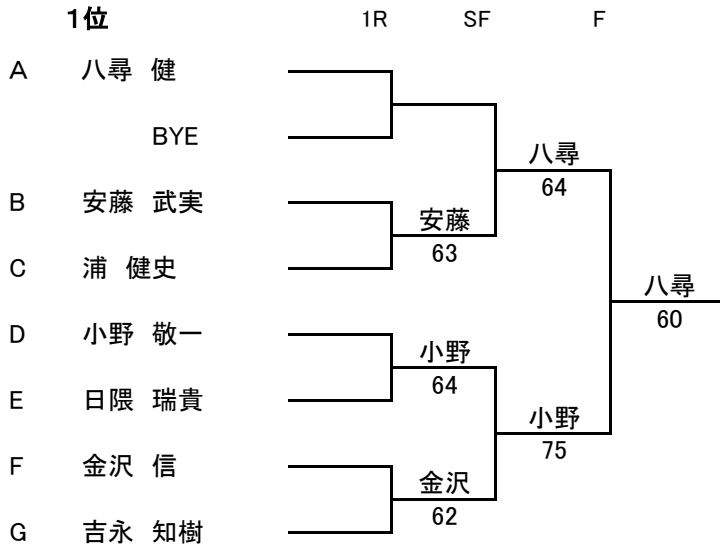 1位 1R SF F
A 八尋 健
BYE
八尋
64
B 安藤 武実
安藤
63
C 浦 健史
八尋
60
D 小野 敬一
小野
64
E 日隈 瑞貴
小野
75
F 金沢 信
金沢
62
G 吉永 知樹